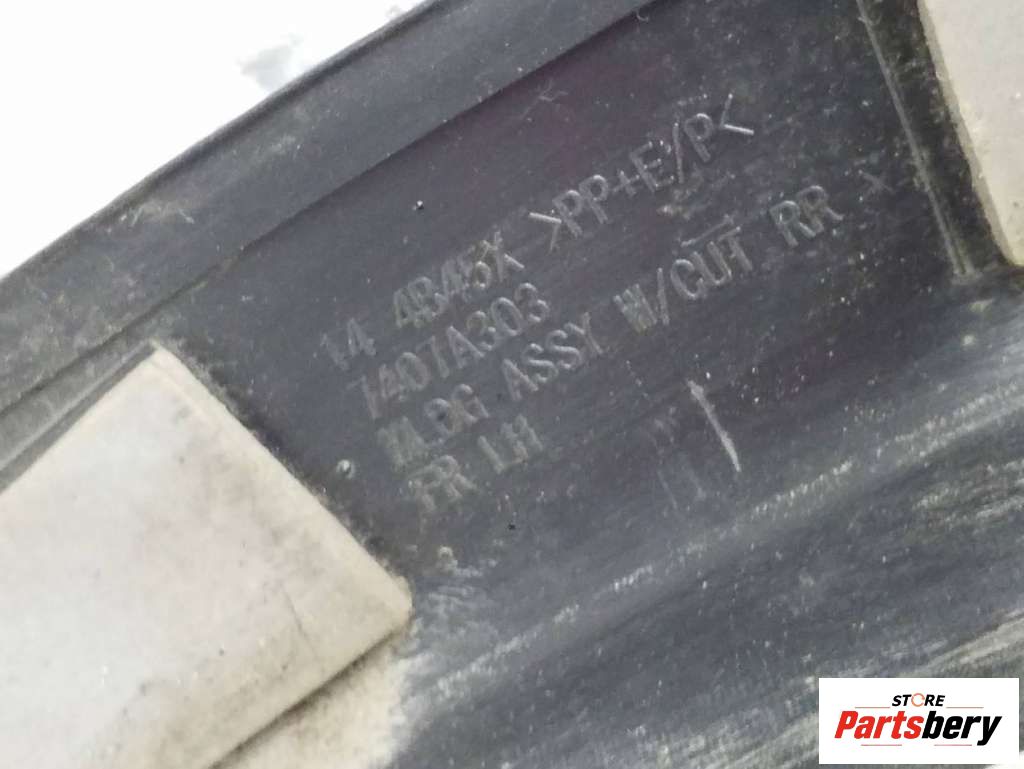 14 4B45X >PP+E/P<
7407A303
MLDG ASSY W/CUT RR
FR LH
STORE
Partsbery